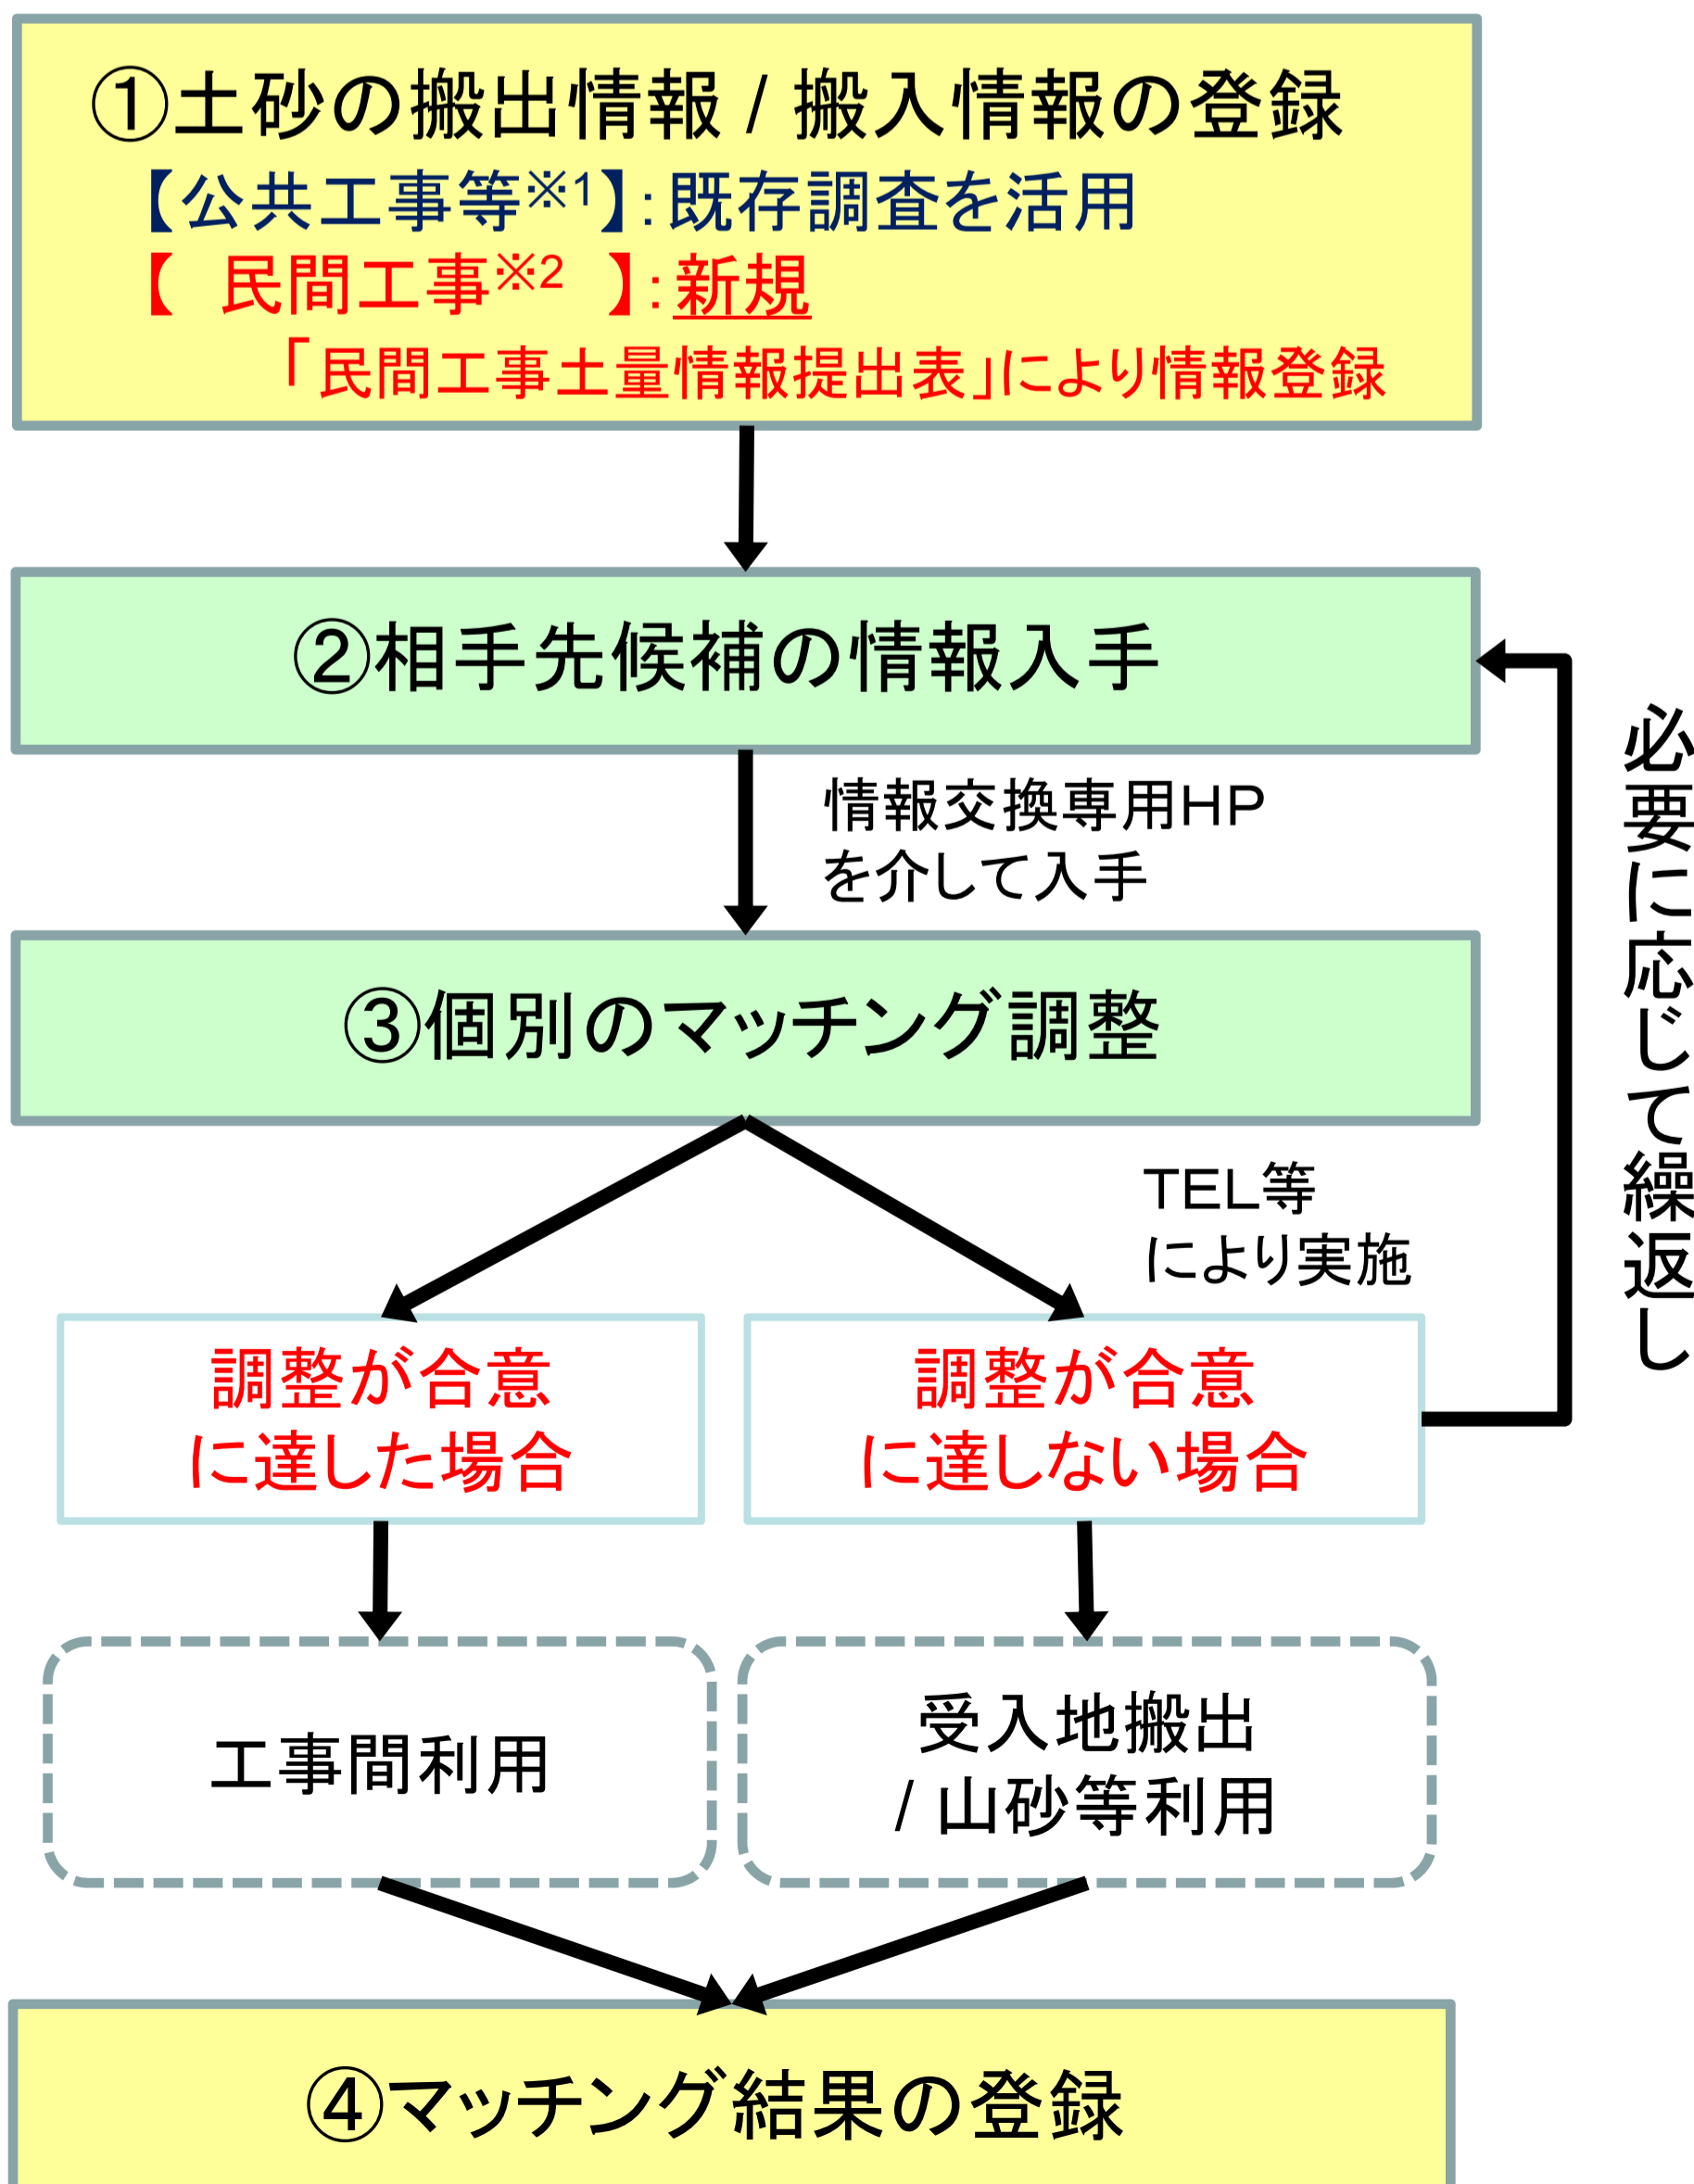 ①土砂の搬出情報 / 搬入情報の登録
【公共工事等※1】:既存調査を活用
【 民間工事※2 】:新規
「民間工事土量情報提出表」により情報登録
②相手先候補の情報入手
情報交換専用HP
を介して入手
③個別のマッチング調整
TEL等
により実施
必要に応じて繰返し
調整が合意
に達した場合
調整が合意
に達しない場合
工事間利用
受入地搬出
/ 山砂等利用
④マッチング結果の登録